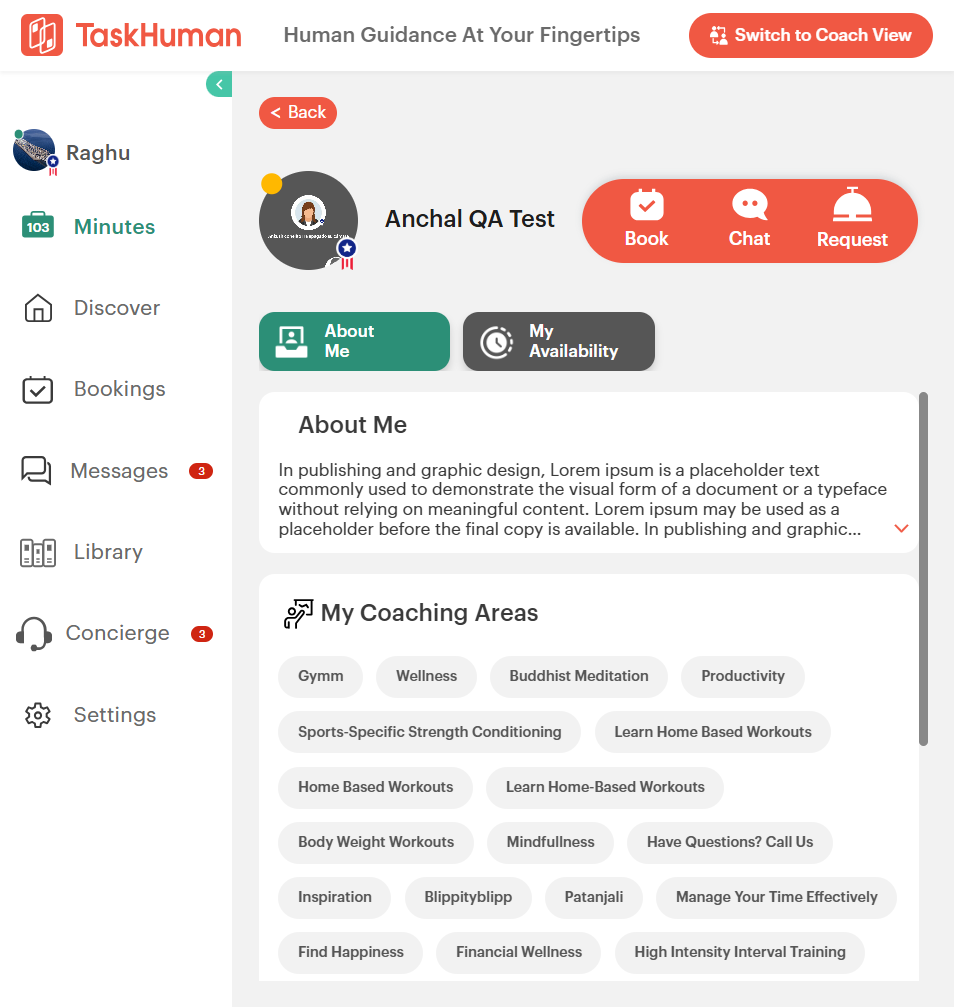 TaskHuman
Human Guidance At Your Fingertips
Switch to Coach View
< Back
Raghu
103
Minutes
Discover
Bookings
Messages
3
Library
Concierge
3
Settings
Anchal QA Test
Book
Chat
Request
About
Me
My
Availability
About Me
In publishing and graphic design, Lorem ipsum is a placeholder text
commonly used to demonstrate the visual form of a document or a typeface
without relying on meaningful content. Lorem ipsum may be used as a
placeholder before the final copy is available. In publishing and graphic...
My Coaching Areas
Gymm
Wellness
Buddhist Meditation
Productivity
Sports-Specific Strength Conditioning
Learn Home Based Workouts
Home Based Workouts
Learn Home-Based Workouts
Body Weight Workouts
Mindfullness
Have Questions? Call Us
Inspiration
Blippityblipp
Patanjali
Manage Your Time Effectively
Find Happiness
Financial Wellness
High Intensity Interval Training